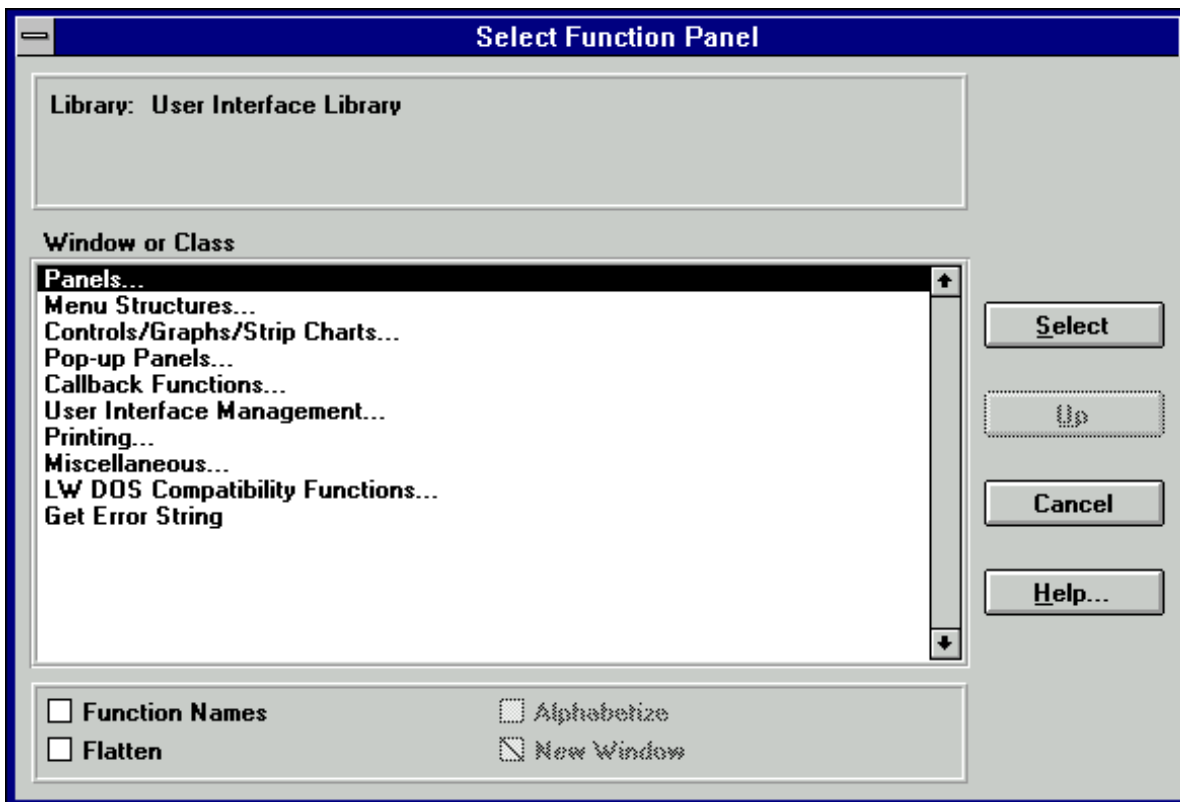 Select Function Panel
Library: User Interface Library
Window or Class
Panels...
Menu Structures...
Controls/Graphs/Strip Charts...
Pop-up Panels...
Callback Functions...
User Interface Management...
Printing...
Miscellaneous...
LW DOS Compatibility Functions...
Get Error String
Select
Up
Cancel
Help...
Function Names
Alphabetize
Flatten
New Window